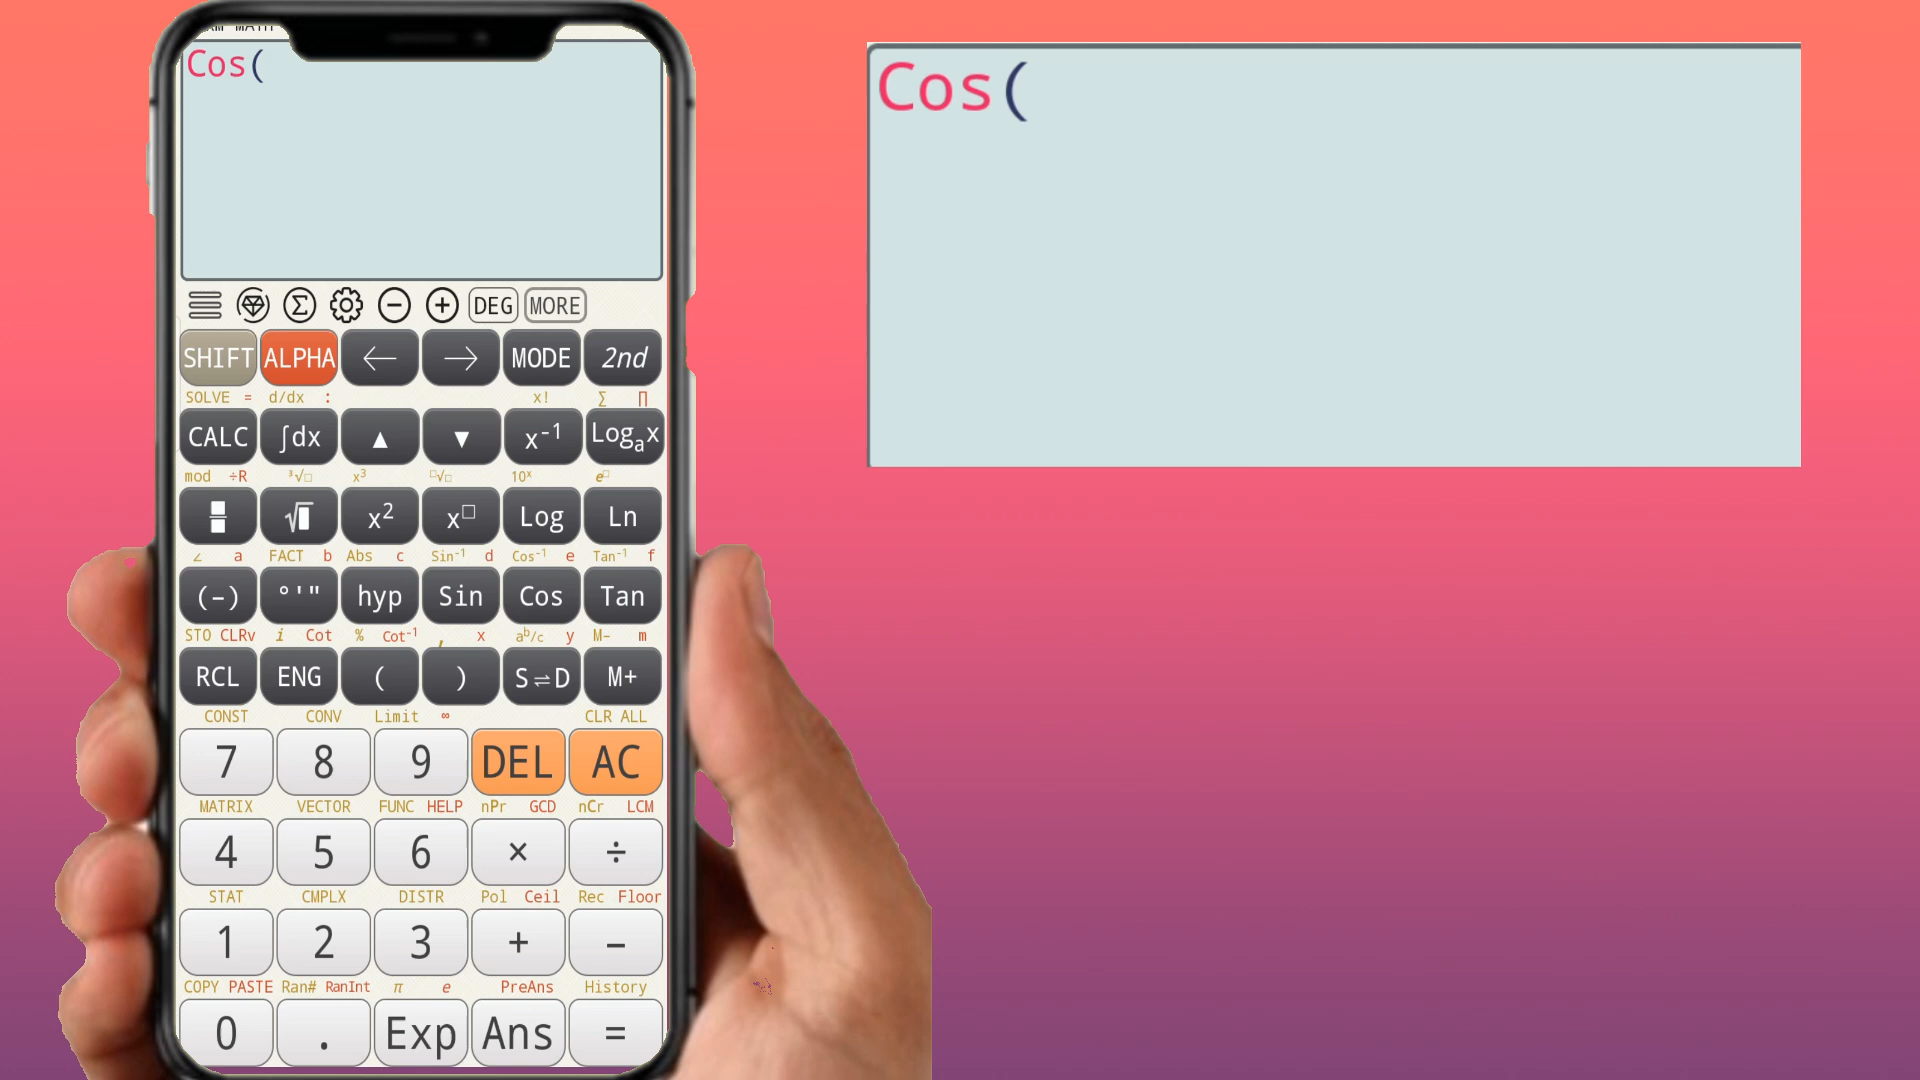 Cos(
Cos(
DEG MORE
SHIFT ALPHA ← → MODE 2nd
SOLVE = d/dx : x! ∑ ∏
CALC ∫dx ▲ ▼ x⁻¹ Logₐx
mod ÷R ³√□ x³ □√□ 10ˣ e□
√ x² x□ Log Ln
∠ a FACT b Abs c Sin⁻¹ d Cos⁻¹ e Tan⁻¹ f
(−) °'" hyp Sin Cos Tan
STO CLRv i Cot % Cot⁻¹ , x aᵇ/c y M− m
RCL ENG ( ) S⇌D M+
CONST CONV Limit ∞ CLR ALL
7 8 9 DEL AC
MATRIX VECTOR FUNC HELP nPr GCD nCr LCM
4 5 6 × ÷
STAT CMPLX DISTR Pol Ceil Rec Floor
1 2 3 + −
COPY PASTE Ran# RanInt π e PreAns History
0 . Exp Ans =